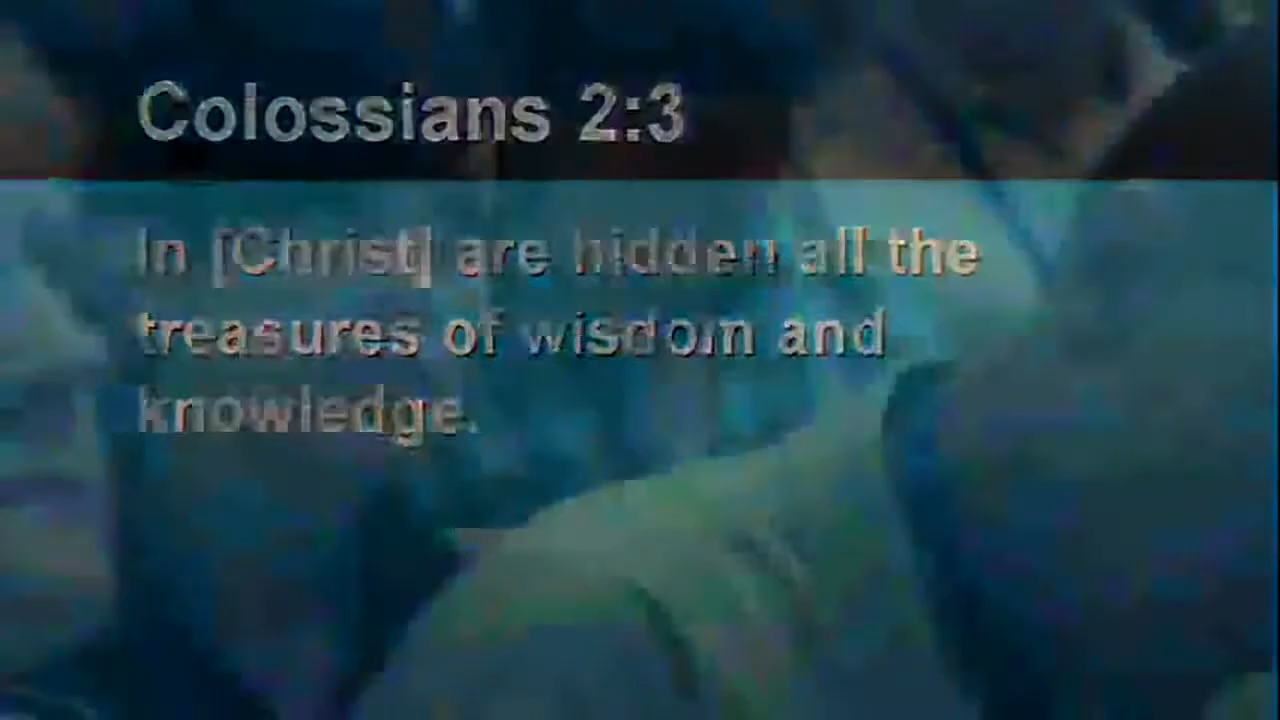 Colossians 2:3
In [Christ] are hidden all the
treasures of wisdom and
knowledge.